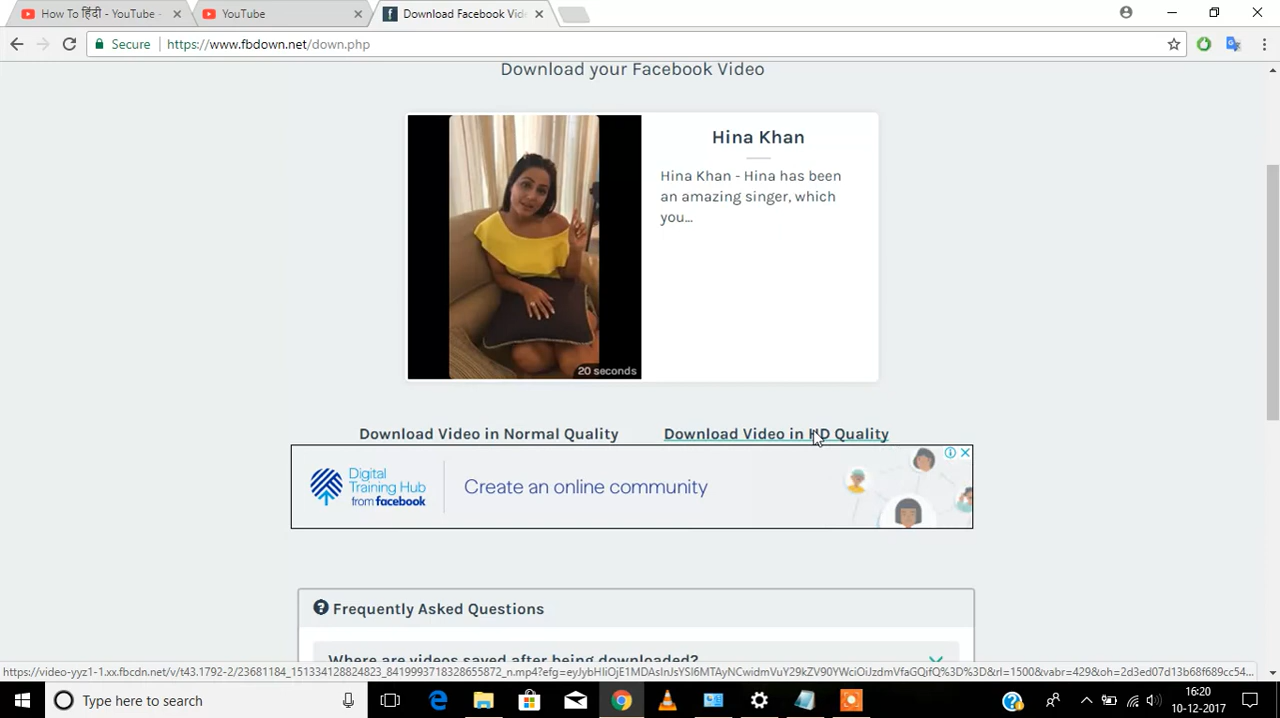 How To हिंदी - YouTube -
YouTube
Download Facebook Vide
Secure
https://www.fbdown.net/down.php
Download your Facebook Video
Hina Khan
Hina Khan - Hina has been
an amazing singer, which
you...
20 seconds
Download Video in Normal Quality
Download Video in HD Quality
Digital
Training Hub
from facebook
Create an online community
Frequently Asked Questions
Where are videos saved after being downloaded?
Type here to search
16:20
10-12-2017